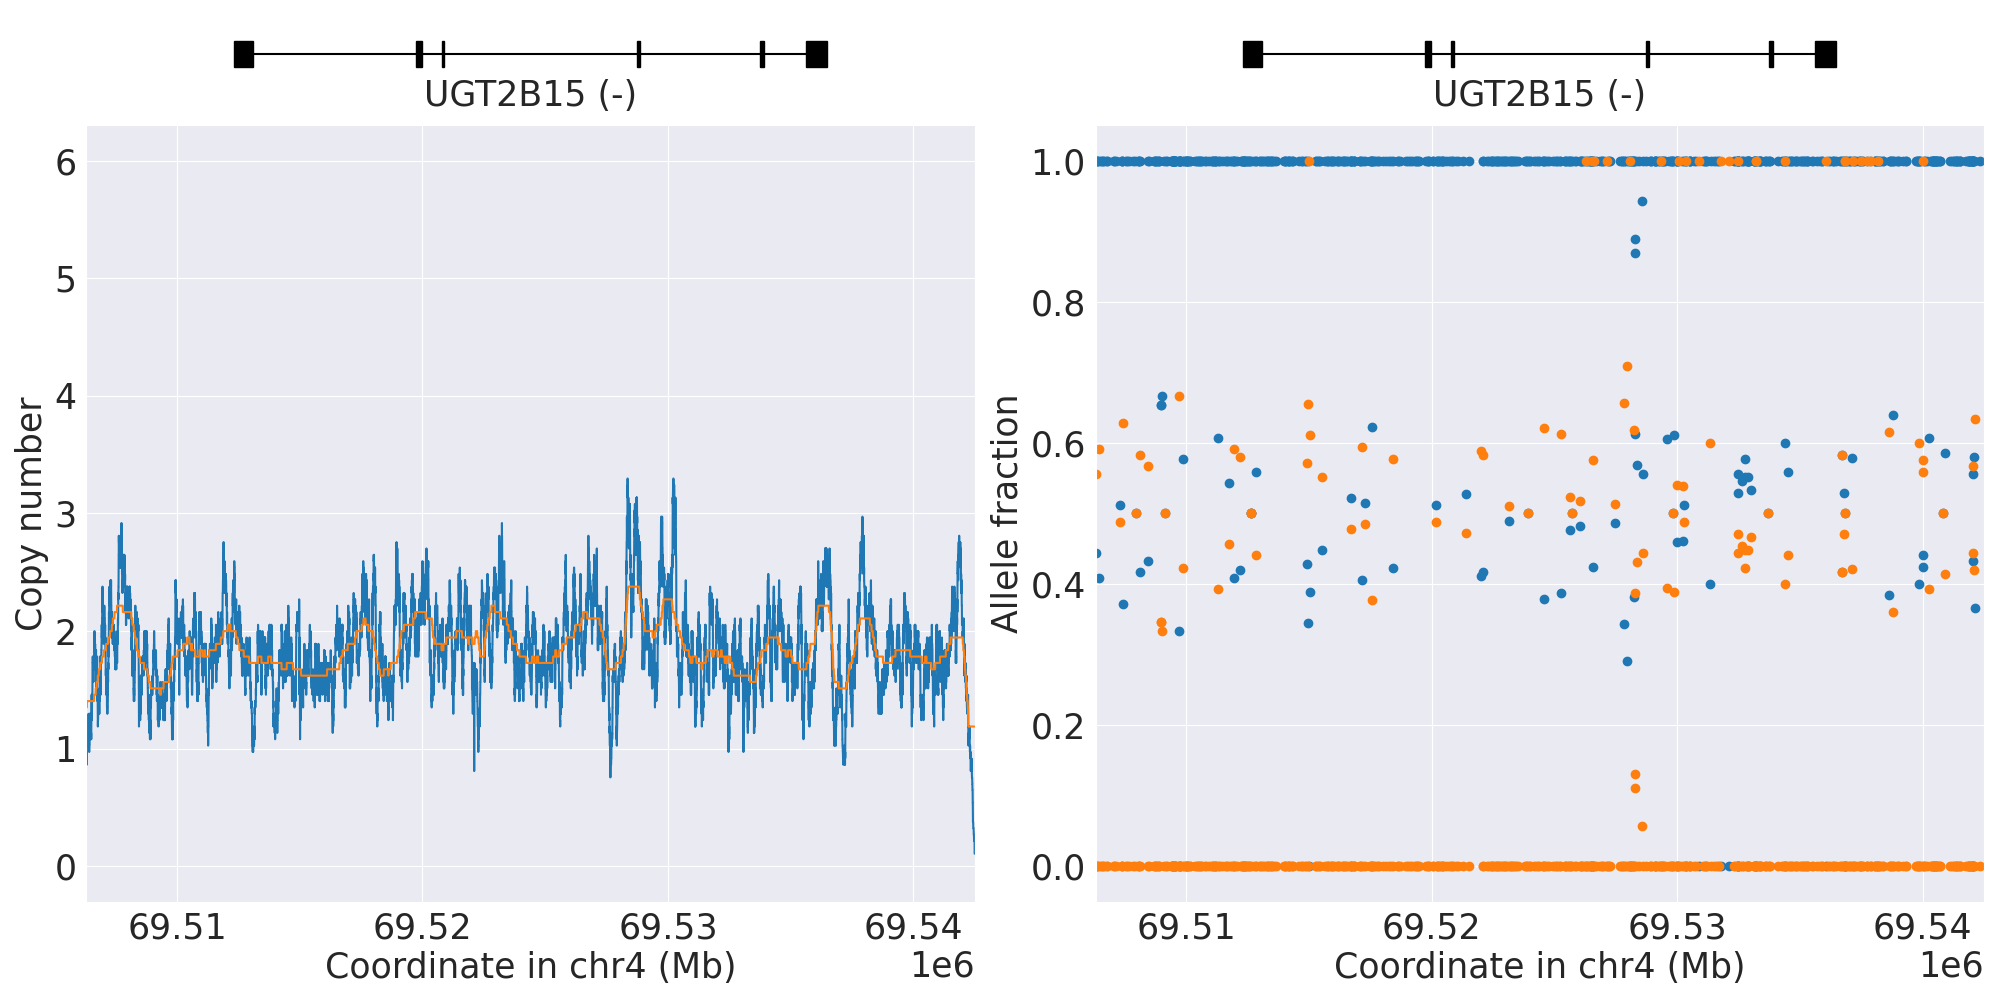 UGT2B15 (-)
6
5
4
3
2
1
0
Copy number
69.51 69.52 69.53 69.54
Coordinate in chr4 (Mb)
1e6
UGT2B15 (-)
1.0
0.8
0.6
0.4
0.2
0.0
Allele fraction
69.51 69.52 69.53 69.54
Coordinate in chr4 (Mb)
1e6